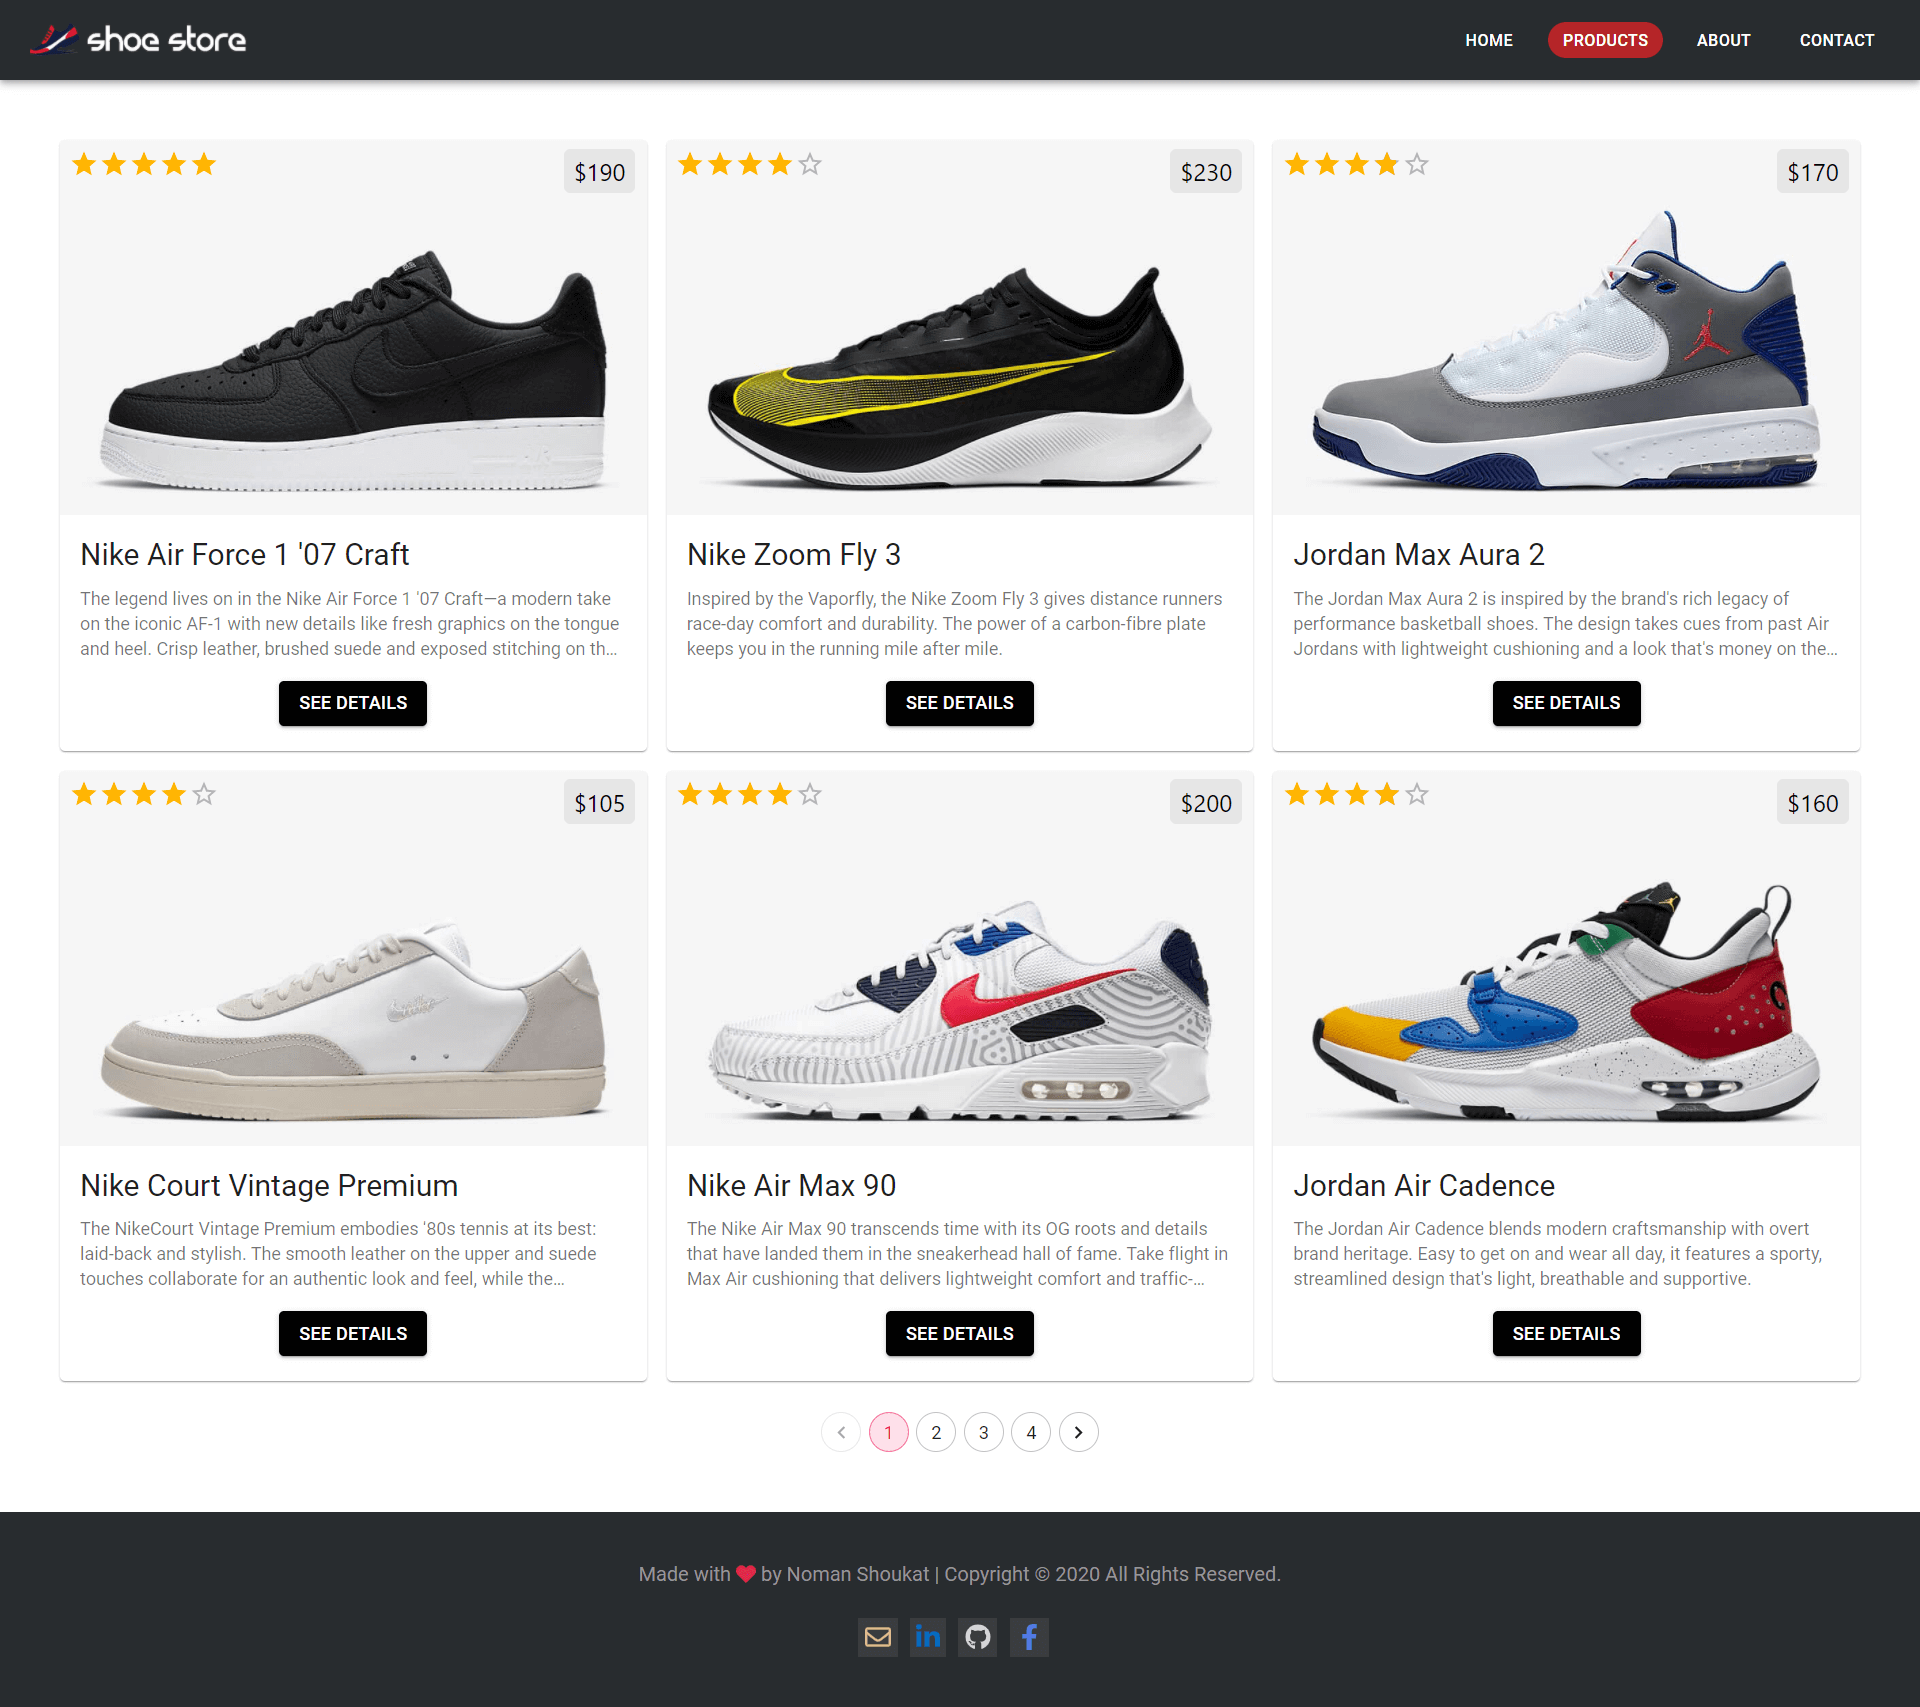 shoe store
HOME PRODUCTS ABOUT CONTACT
$190
Nike Air Force 1 '07 Craft
The legend lives on in the Nike Air Force 1 '07 Craft—a modern take
on the iconic AF-1 with new details like fresh graphics on the tongue
and heel. Crisp leather, brushed suede and exposed stitching on th...
SEE DETAILS
$230
Nike Zoom Fly 3
Inspired by the Vaporfly, the Nike Zoom Fly 3 gives distance runners
race-day comfort and durability. The power of a carbon-fibre plate
keeps you in the running mile after mile.
SEE DETAILS
$170
Jordan Max Aura 2
The Jordan Max Aura 2 is inspired by the brand's rich legacy of
performance basketball shoes. The design takes cues from past Air
Jordans with lightweight cushioning and a look that's money on the...
SEE DETAILS
$105
Nike Court Vintage Premium
The NikeCourt Vintage Premium embodies '80s tennis at its best:
laid-back and stylish. The smooth leather on the upper and suede
touches collaborate for an authentic look and feel, while the...
SEE DETAILS
$200
Nike Air Max 90
The Nike Air Max 90 transcends time with its OG roots and details
that have landed them in the sneakerhead hall of fame. Take flight in
Max Air cushioning that delivers lightweight comfort and traffic-...
SEE DETAILS
$160
Jordan Air Cadence
The Jordan Air Cadence blends modern craftsmanship with overt
brand heritage. Easy to get on and wear all day, it features a sporty,
streamlined design that's light, breathable and supportive.
SEE DETAILS
1 2 3 4
Made with by Noman Shoukat | Copyright © 2020 All Rights Reserved.